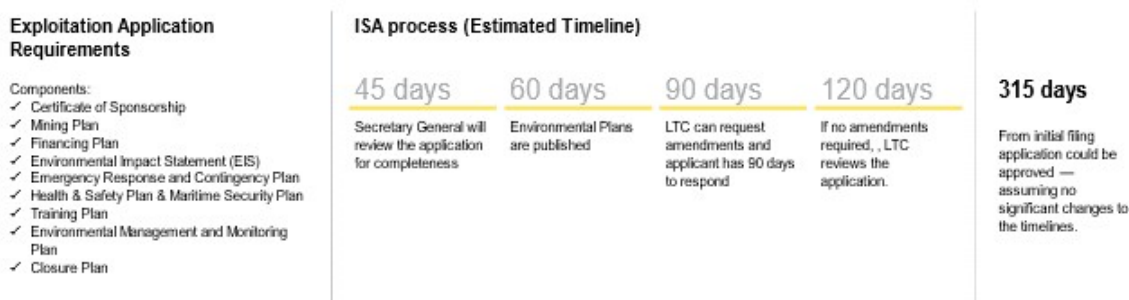 Exploitation Application
Requirements
Components:
✓ Certificate of Sponsorship
✓ Mining Plan
✓ Financing Plan
✓ Environmental Impact Statement (EIS)
✓ Emergency Response and Contingency Plan
✓ Health & Safety Plan & Maritime Security Plan
✓ Training Plan
✓ Environmental Management and Monitoring
Plan
✓ Closure Plan
ISA process (Estimated Timeline)
45 days
Secretary General will
review the application
for completeness
60 days
Environmental Plans
are published
90 days
LTC can request
amendments and
applicant has 90 days
to respond
120 days
If no amendments
required, , LTC
reviews the
application.
315 days
From initial filing
application could be
approved —
assuming no
significant changes to
the timelines.